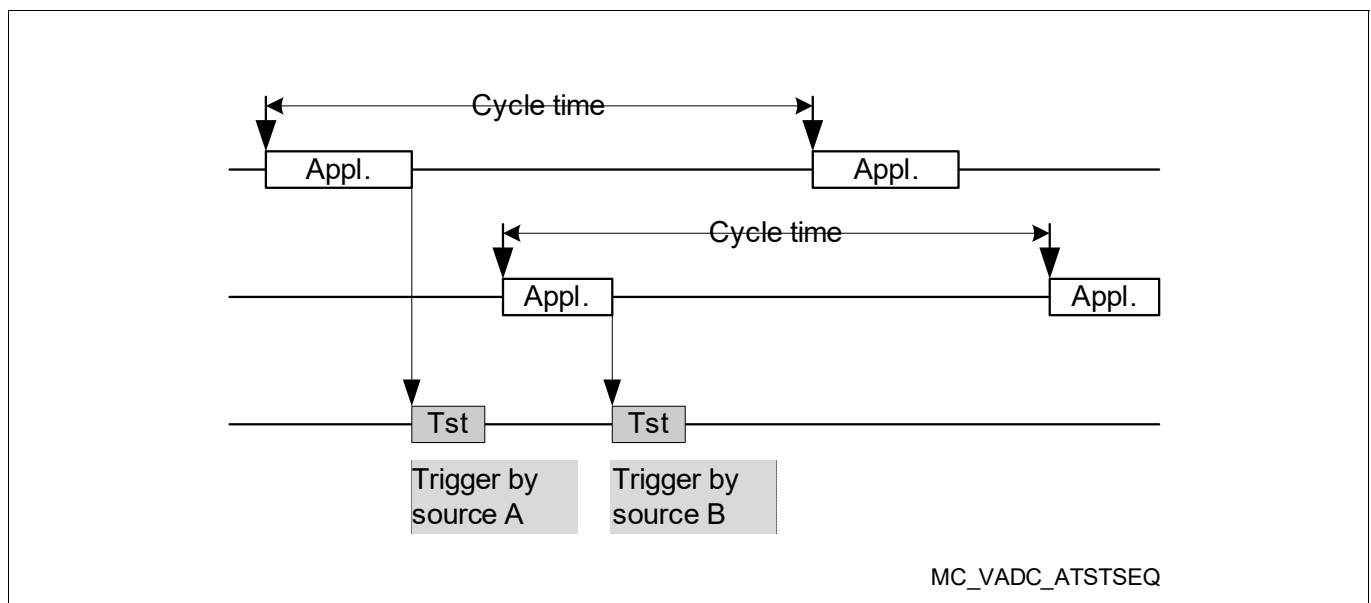 Cycle time
Appl.
Appl.
Cycle time
Appl.
Appl.
Tst
Tst
Trigger by
source A
Trigger by
source B
MC_VADC_ATSTSEQ